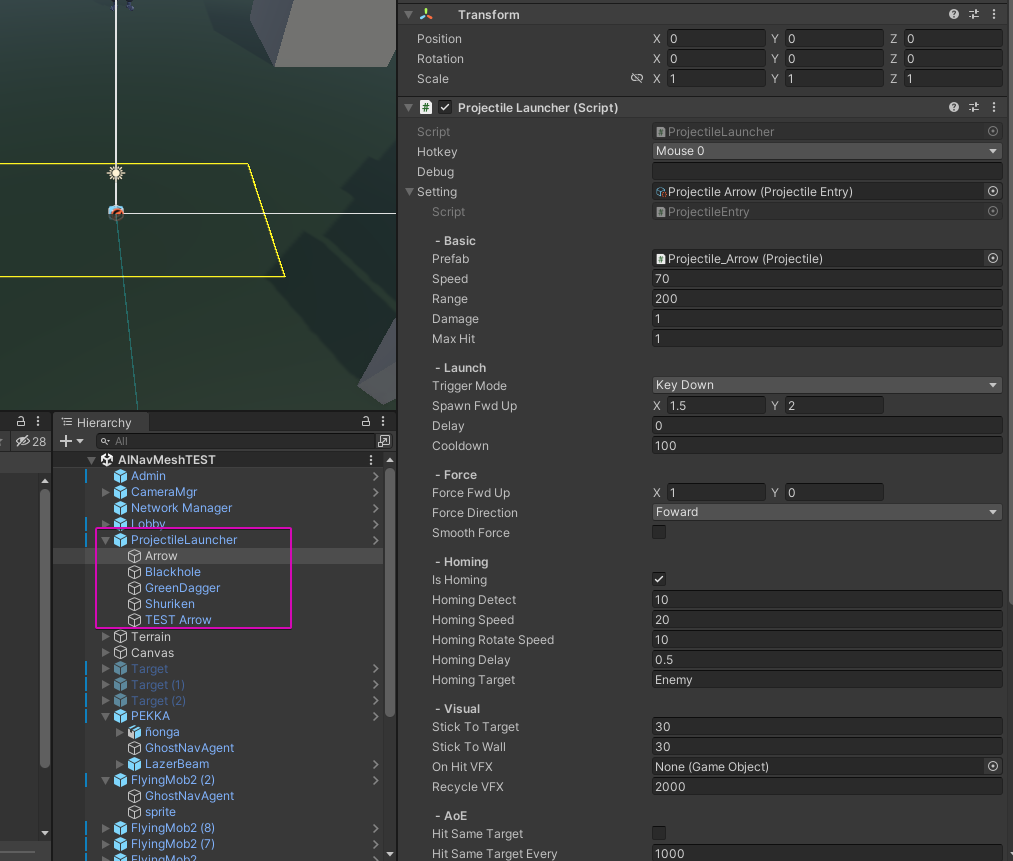 Transform
Position X 0 Y 0 Z 0
Rotation X 0 Y 0 Z 0
Scale X 1 Y 1 Z 1
# Projectile Launcher (Script)
Script ProjectileLauncher
Hotkey Mouse 0
Debug
Setting Projectile Arrow (Projectile Entry)
Script ProjectileEntry
- Basic
Prefab Projectile_Arrow (Projectile)
Speed 70
Range 200
Damage 1
Max Hit 1
- Launch
Trigger Mode Key Down
Spawn Fwd Up X 1.5 Y 2
Delay 0
Cooldown 100
- Force
Force Fwd Up X 1 Y 0
Force Direction Foward
Smooth Force
- Homing
Is Homing
Homing Detect 10
Homing Speed 20
Homing Rotate Speed 10
Homing Delay 0.5
Homing Target Enemy
- Visual
Stick To Target 30
Stick To Wall 30
On Hit VFX None (Game Object)
Recycle VFX 2000
- AoE
Hit Same Target
Hit Same Target Every 1000
Hierarchy
28
All
AINavMeshTEST
Admin
CameraMgr
Network Manager
Lobby
ProjectileLauncher
Arrow
Blackhole
GreenDagger
Shuriken
TEST Arrow
Terrain
Canvas
Target
Target (1)
Target (2)
PEKKA
ñonga
GhostNavAgent
LazerBeam
FlyingMob2 (2)
GhostNavAgent
sprite
FlyingMob2 (8)
FlyingMob2 (7)
FlyingMob2